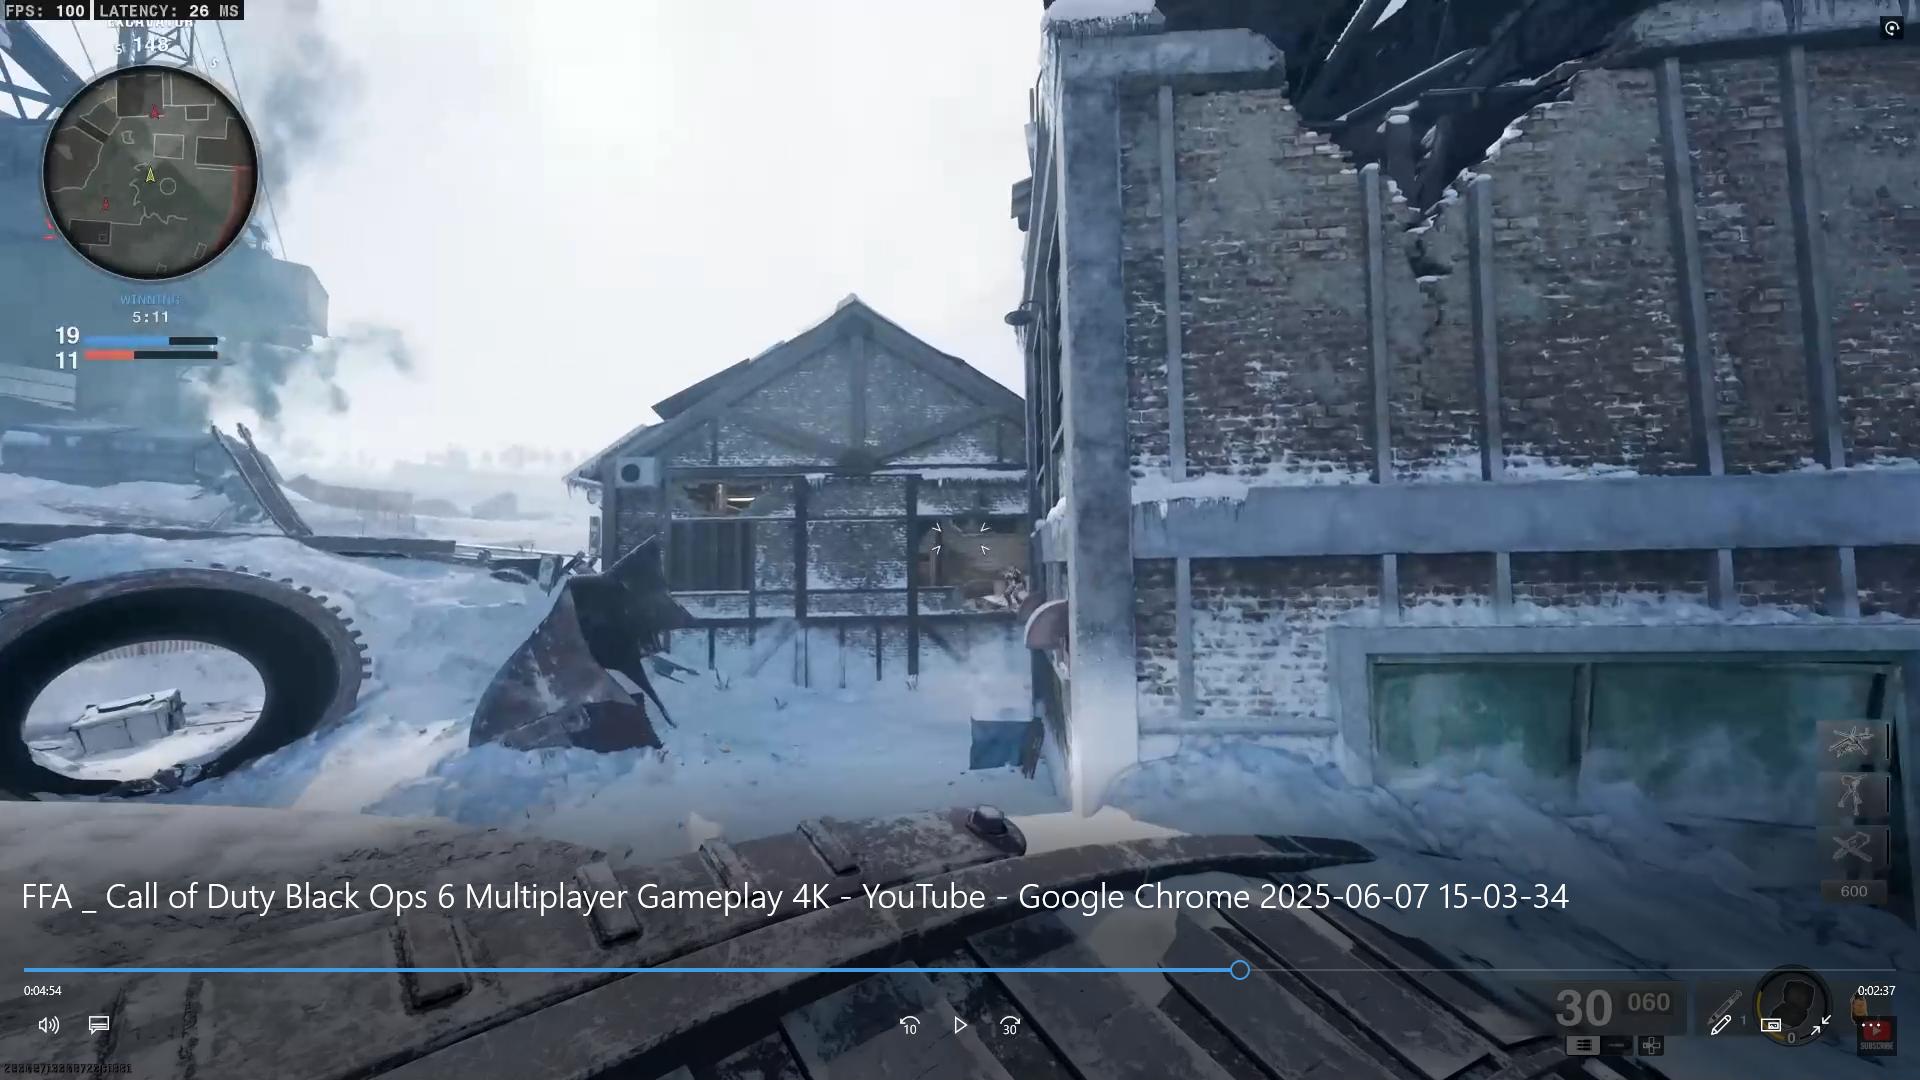 FPS: 100 LATENCY: 26 MS
EXCAVATOR
148
WINNING
5:11
19
11
FFA _ Call of Duty Black Ops 6 Multiplayer Gameplay 4K - YouTube - Google Chrome 2025-06-07 15-03-34
600
0:04:54
0:02:37
30 060
1
10
30
0
SUBSCRIBE